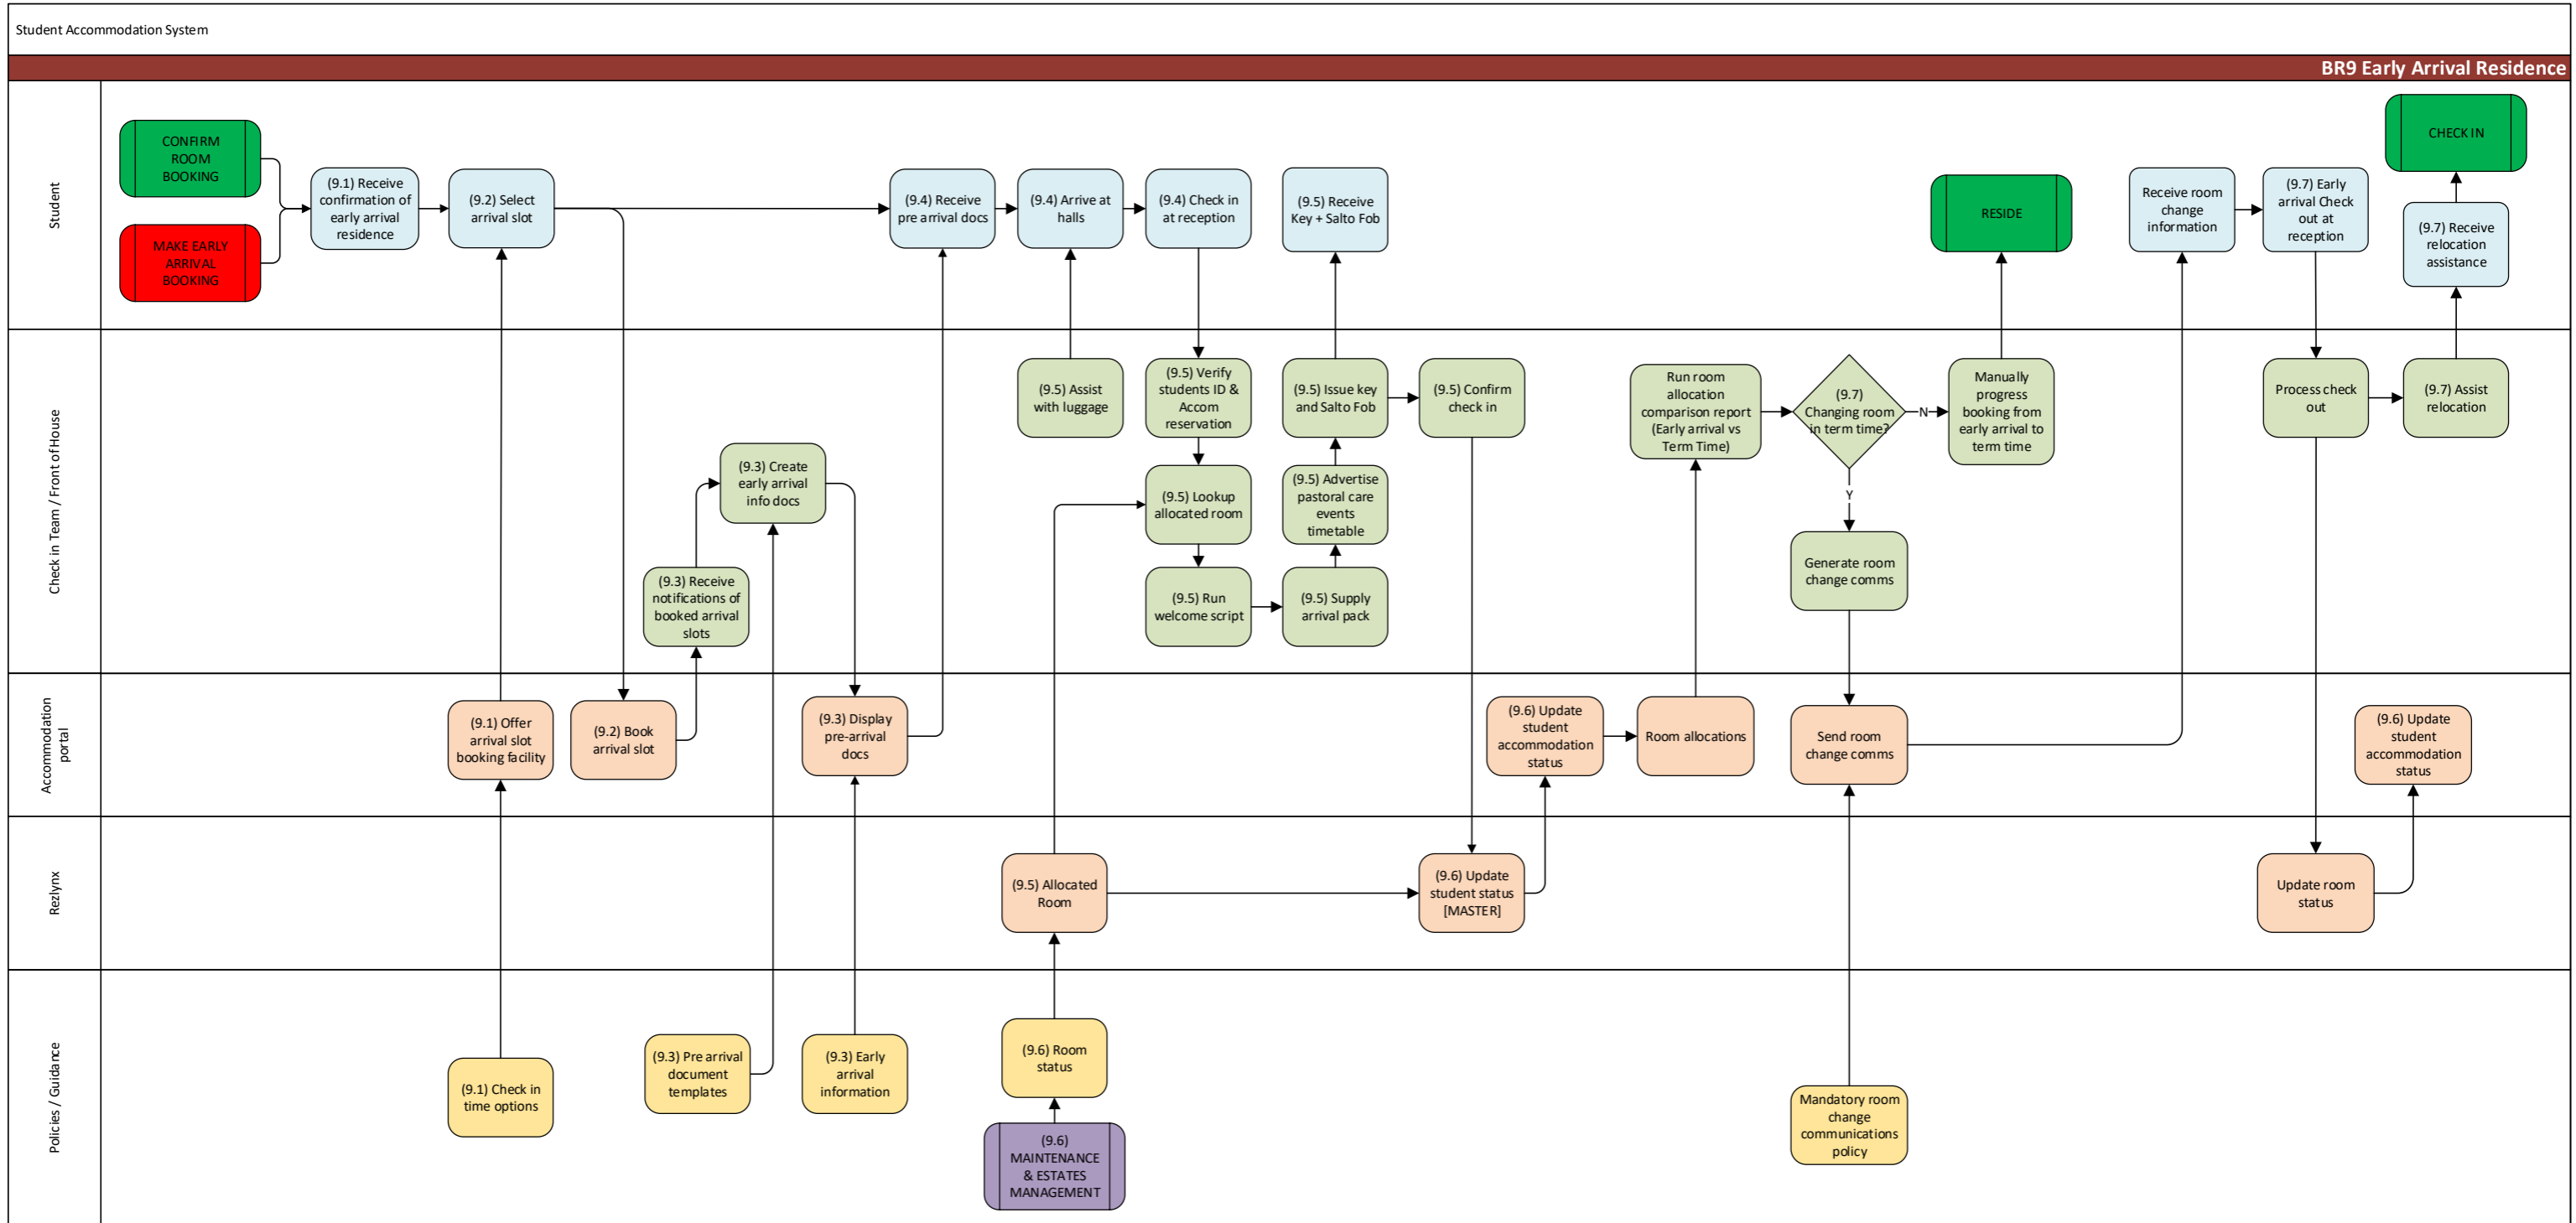 Student Accommodation System
BR9 Early Arrival Residence
Student
CONFIRM
ROOM
BOOKING
MAKE EARLY
ARRIVAL
BOOKING
(9.1) Receive
confirmation of
early arrival
residence
(9.2) Select
arrival slot
(9.4) Receive
pre arrival docs
(9.4) Arrive at
halls
(9.4) Check in
at reception
(9.5) Receive
Key + Salto Fob
RESIDE
Receive room
change
information
(9.7) Early
arrival Check
out at
reception
CHECK IN
(9.7) Receive
relocation
assistance
Check in Team / Front of House
(9.3) Receive
notifications of
booked arrival
slots
(9.3) Create
early arrival
info docs
(9.5) Assist
with luggage
(9.5) Verify
students ID &
Accom
reservation
(9.5) Lookup
allocated room
(9.5) Run
welcome script
(9.5) Supply
arrival pack
(9.5) Advertise
pastoral care
events
timetable
(9.5) Issue key
and Salto Fob
(9.5) Confirm
check in
Run room
allocation
comparison report
(Early arrival vs
Term Time)
(9.7)
Changing room
in term time?
N
Y
Manually
progress
booking from
early arrival to
term time
Generate room
change comms
Process check
out
(9.7) Assist
relocation
Accommodation
portal
(9.1) Offer
arrival slot
booking facility
(9.2) Book
arrival slot
(9.3) Display
pre-arrival
docs
(9.6) Update
student
accommodation
status
Room allocations
Send room
change comms
(9.6) Update
student
accommodation
status
Rezlynx
(9.5) Allocated
Room
(9.6) Update
student status
[MASTER]
Update room
status
Policies / Guidance
(9.1) Check in
time options
(9.3) Pre arrival
document
templates
(9.3) Early
arrival
information
(9.6) Room
status
(9.6)
MAINTENANCE
& ESTATES
MANAGEMENT
Mandatory room
change
communications
policy